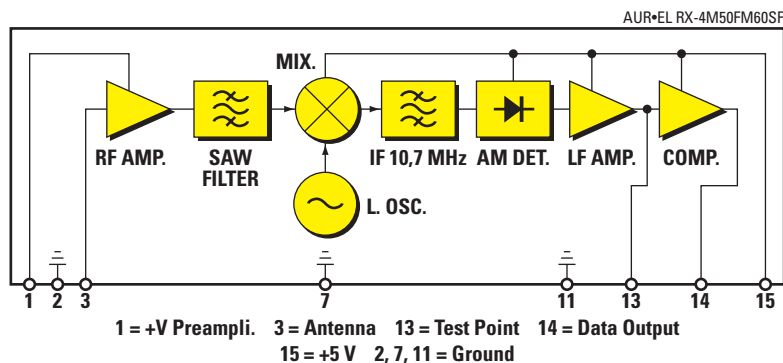 AUR•EL RX-4M50FM60SF
MIX.
RF AMP.
SAW
FILTER
IF 10,7 MHz
AM DET.
LF AMP.
COMP.
L. OSC.
1
2
3
7
11
13
14
15
1 = +V Preampli. 3 = Antenna 13 = Test Point 14 = Data Output
15 = +5 V 2, 7, 11 = Ground